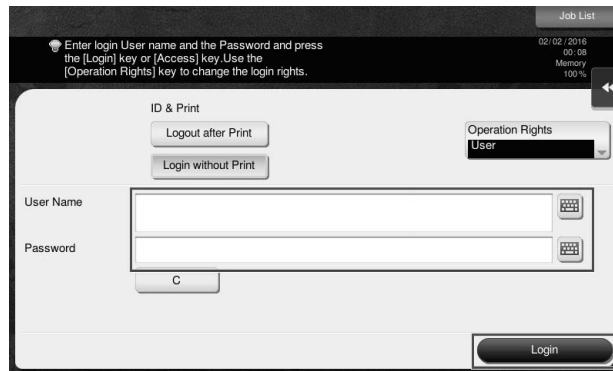 Job List
Enter login User name and the Password and press
the [Login] key or [Access] key.Use the
[Operation Rights] key to change the login rights.
02/02/2016
00:08
Memory
100%
ID & Print
Logout after Print
Operation Rights
User
Login without Print
User Name
Password
C
Login